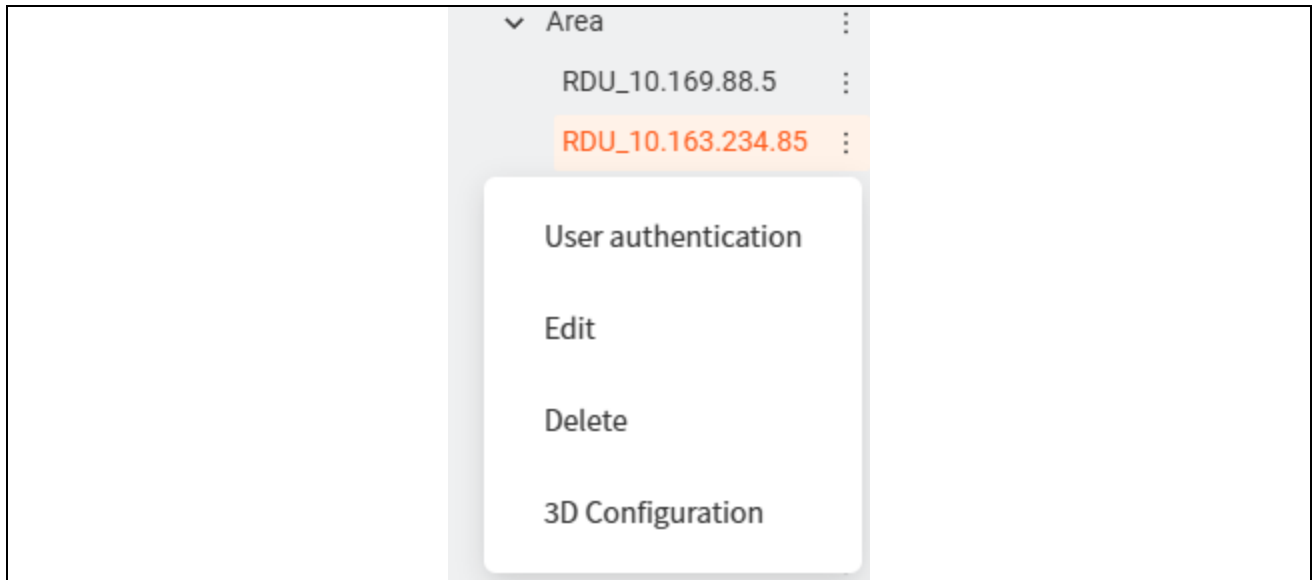 Area
RDU_10.169.88.5
RDU_10.163.234.85
User authentication
Edit
Delete
3D Configuration